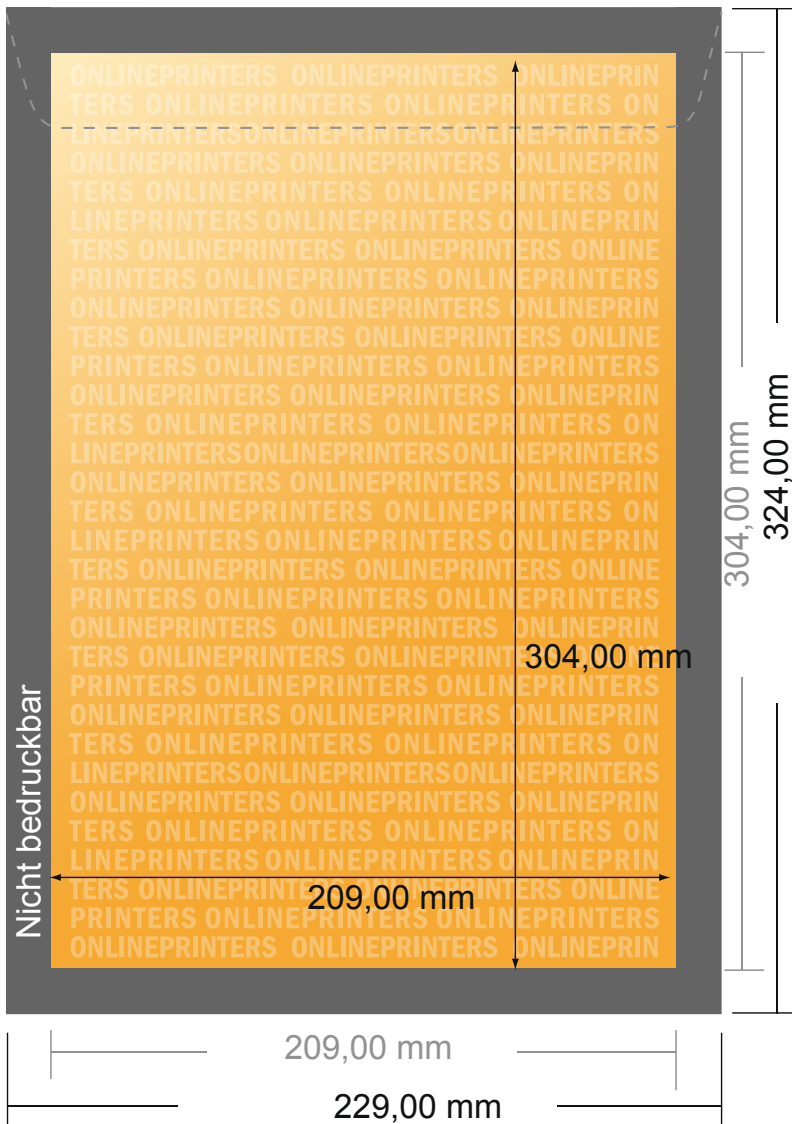 ONLINEPRINTERS ONLINEPRINTERS ONLINEPRIN
TERS ONLINEPRINTERS ONLINEPRINTERS ON
LINEPRINTERSONLINEPRINTERSONLINEPRINTERS
ONLINEPRINTERS ONLINEPRINTERS ONLINEPRIN
TERS ONLINEPRINTERS ONLINEPRINTERS ON
LINEPRINTERS ONLINEPRINTERS ONLINEPRIN
TERS ONLINEPRINTERS ONLINEPRINTERS ONLINE
PRINTERS ONLINEPRINTERS ONLINEPRINTERS
ONLINEPRINTERS ONLINEPRINTERS ONLINEPRIN
TERS ONLINEPRINTERS ONLINEPRINTERS ONLINE
PRINTERS ONLINEPRINTERS ONLINEPRINTERS
ONLINEPRINTERS ONLINEPRINTERS ONLINEPRIN
TERS ONLINEPRINTERS ONLINEPRINTERS ON
LINEPRINTERSONLINEPRINTERSONLINEPRINTERS
ONLINEPRINTERS ONLINEPRINTERS ONLINEPRIN
TERS ONLINEPRINTERS ONLINEPRINTERS ON
LINEPRINTERS ONLINEPRINTERS ONLINEPRIN
TERS ONLINEPRINTERS ONLINEPRINTERS ONLINE
PRINTERS ONLINEPRINTERS ONLINEPRINTERS
ONLINEPRINTERS ONLINEPRINTERS ONLINEPRIN
TERS ONLINEPRINTERS ONLINEPRINT
304,00 mm
PRINTERS ONLINEPRINTERS ONLINEPRINTERS
ONLINEPRINTERS ONLINEPRINTERS ONLINEPRIN
TERS ONLINEPRINTERS ONLINEPRINTERS ON
LINEPRINTERSONLINEPRINTERSONLINEPRINTERS
ONLINEPRINTERS ONLINEPRINTERS ONLINEPRIN
TERS ONLINEPRINTERS ONLINEPRINTERS ON
LINEPRINTERS ONLINEPRINTERS ONLINEPRIN
TERS ONLINEPRINTERS ONLINEPRINTERS ONLINE
209,00 mm
PRINTERS ONLINEPRINTERS ONLINEPRINTERS
ONLINEPRINTERS ONLINEPRINTERS ONLINEPRIN
Nicht bedruckbar
304,00 mm
324,00 mm
209,00 mm
229,00 mm